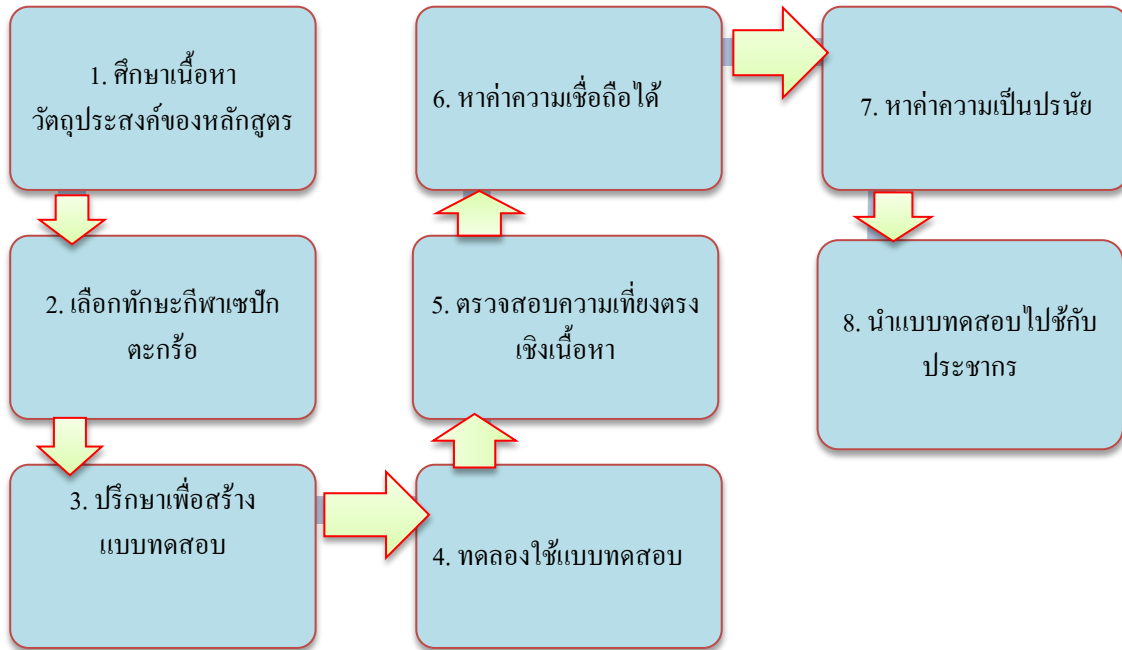 1. ศึกษาเนื้อหา
วัตถุประสงค์ของหลักสูตร
2. เลือกทักษะกีฬาเซปัก
ตะกร้อ
3. ปรึกษาเพื่อสร้าง
แบบทดสอบ
4. ทดลองใช้แบบทดสอบ
5. ตรวจสอบความเที่ยงตรง
เชิงเนื้อหา
6. หาค่าความเชื่อถือได้
7. หาค่าความเป็นปรนัย
8. นำแบบทดสอบไปช้กับ
ประชากร